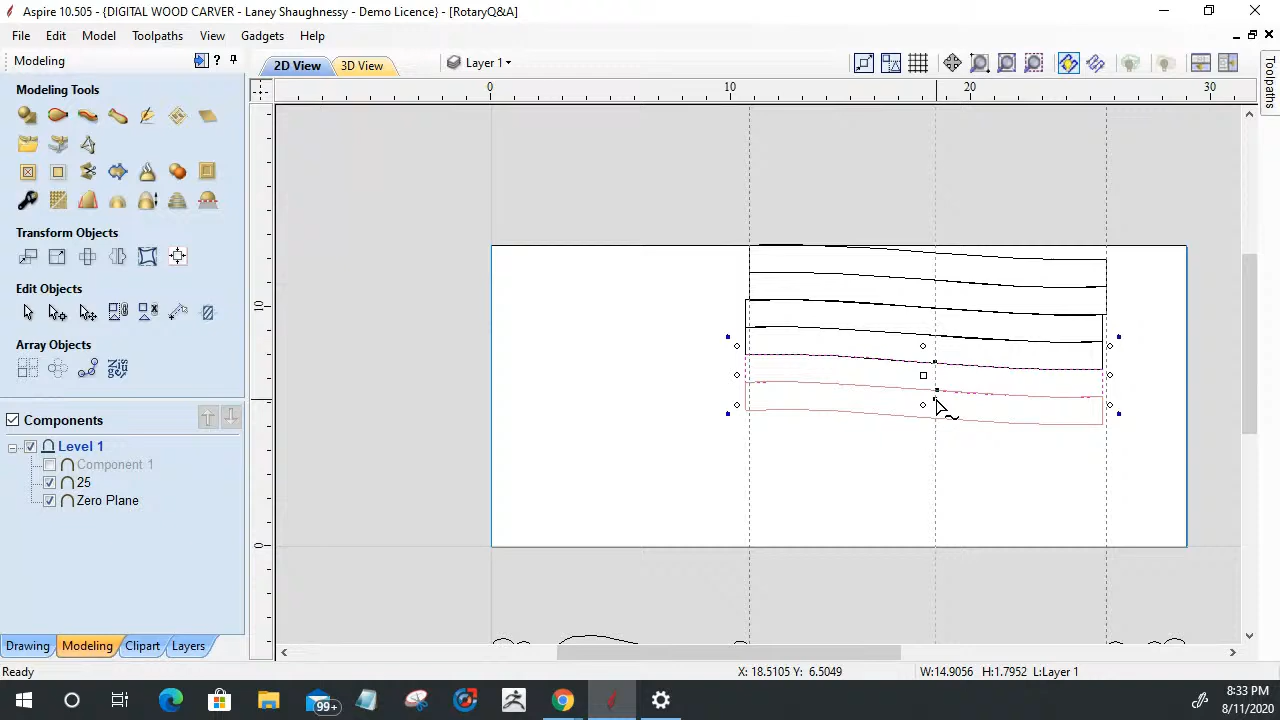 Aspire 10.505 - {DIGITAL WOOD CARVER - Laney Shaughnessy - Demo Licence} - [RotaryQ&A]
File Edit Model Toolpaths View Gadgets Help
Modeling
2D View
3D View
Layer 1
Toolpaths
Modeling Tools
0 10 20 30
Transform Objects
Edit Objects
10
Array Objects
Components
Level 1
Component 1
25
Zero Plane
0
Drawing Modeling Clipart Layers
Ready
X: 18.5105 Y: 6.5049
W:14.9056 H:1.7952 L:Layer 1
99+
8:33 PM
8/11/2020